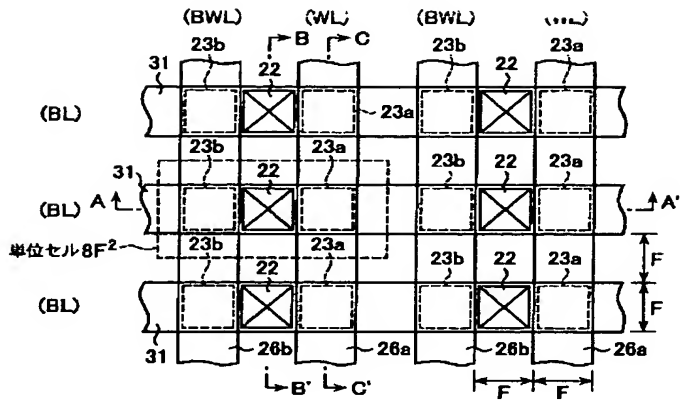 (BWL) B (WL) C (BWL) (WL)
23b 22 23b 22 23a
31
(BL) 23a
23b 22 23a 23b 22 23a
31
(BL) A A'
単位セル8F²
23b 22 23a 23b 22 23a F
(BL) F
31 26b 26a 26b 26a
B' C' F F